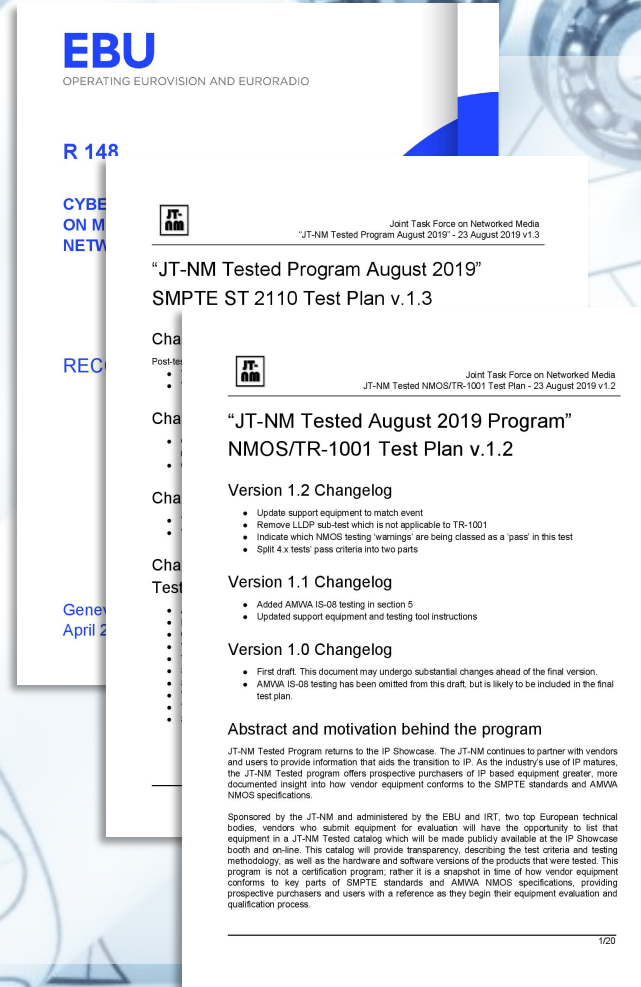 EBU
OPERATING EUROVISION AND EURORADIO
R 148
CYBE
ON M
NETW
RECO
Genev
April 2
JT-
nm
Joint Task Force on Networked Media
“JT-NM Tested Program August 2019” - 23 August 2019 v1.3
“JT-NM Tested Program August 2019”
SMPTE ST 2110 Test Plan v.1.3
Cha
Post-tes
Cha
Cha
Cha
Test
JT-
nm
Joint Task Force on Networked Media
JT-NM Tested NMOS/TR-1001 Test Plan - 23 August 2019 v1.2
“JT-NM Tested August 2019 Program”
NMOS/TR-1001 Test Plan v.1.2
Version 1.2 Changelog
● Update support equipment to match event
● Remove LLDP sub-test which is not applicable to TR-1001
● Indicate which NMOS testing ‘warnings’ are being classed as a ‘pass’ in this test
● Split 4.x tests’ pass criteria into two parts
Version 1.1 Changelog
● Added AMWA IS-08 testing in section 5
● Updated support equipment and testing tool instructions
Version 1.0 Changelog
● First draft. This document may undergo substantial changes ahead of the final version.
● AMWA IS-08 testing has been omitted from this draft, but is likely to be included in the final
test plan.
Abstract and motivation behind the program
JT-NM Tested Program returns to the IP Showcase. The JT-NM continues to partner with vendors
and users to provide information that aids the transition to IP. As the industry’s use of IP matures,
the JT-NM Tested program offers prospective purchasers of IP based equipment greater, more
documented insight into how vendor equipment conforms to the SMPTE standards and AMWA
NMOS specifications.
Sponsored by the JT-NM and administered by the EBU and IRT, two top European technical
bodies, vendors who submit equipment for evaluation will have the opportunity to list that
equipment in a JT-NM Tested catalog which will be made publicly available at the IP Showcase
booth and on-line. This catalog will provide transparency, describing the test criteria and testing
methodology, as well as the hardware and software versions of the products that were tested. This
program is not a certification program; rather it is a snapshot in time of how vendor equipment
conforms to key parts of SMPTE standards and AMWA NMOS specifications, providing
prospective purchasers and users with a reference as they begin their equipment evaluation and
qualification process.
1/20